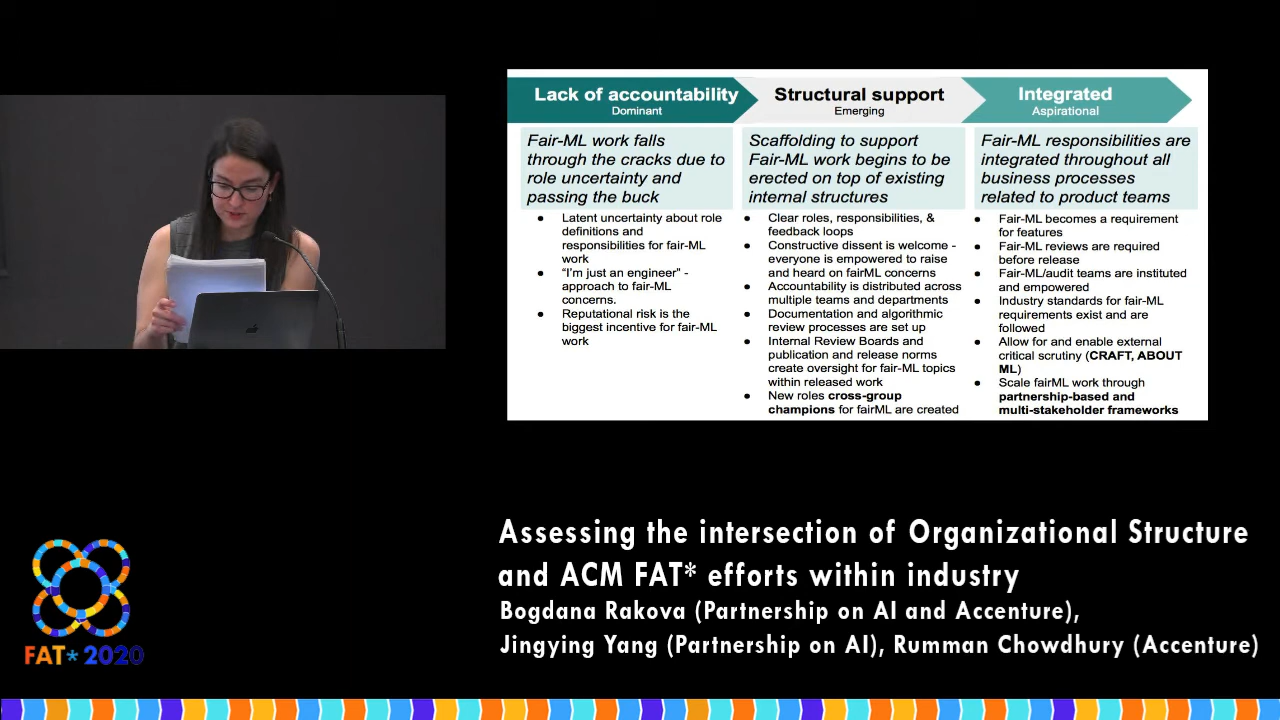 Lack of accountability
Dominant
Structural support
Emerging
Integrated
Aspirational
Fair-ML work falls
through the cracks due to
role uncertainty and
passing the buck
● Latent uncertainty about role
definitions and
responsibilities for fair-ML
work
● “I’m just an engineer” -
approach to fair-ML
concerns.
● Reputational risk is the
biggest incentive for fair-ML
work
Scaffolding to support
Fair-ML work begins to be
erected on top of existing
internal structures
● Clear roles, responsibilities, &
feedback loops
● Constructive dissent is welcome -
everyone is empowered to raise
and heard on fairML concerns
● Accountability is distributed across
multiple teams and departments
● Documentation and algorithmic
review processes are set up
● Internal Review Boards and
publication and release norms
create oversight for fair-ML topics
within released work
● New roles cross-group
champions for fairML are created
Fair-ML responsibilities are
integrated throughout all
business processes
related to product teams
● Fair-ML becomes a requirement
for features
● Fair-ML reviews are required
before release
● Fair-ML/audit teams are instituted
and empowered
● Industry standards for fair-ML
requirements exist and are
followed
● Allow for and enable external
critical scrutiny (CRAFT, ABOUT
ML)
● Scale fairML work through
partnership-based and
multi-stakeholder frameworks
Assessing the intersection of Organizational Structure
and ACM FAT* efforts within industry
Bogdana Rakova (Partnership on AI and Accenture),
Jingying Yang (Partnership on AI), Rumman Chowdhury (Accenture)
FAT* 2020